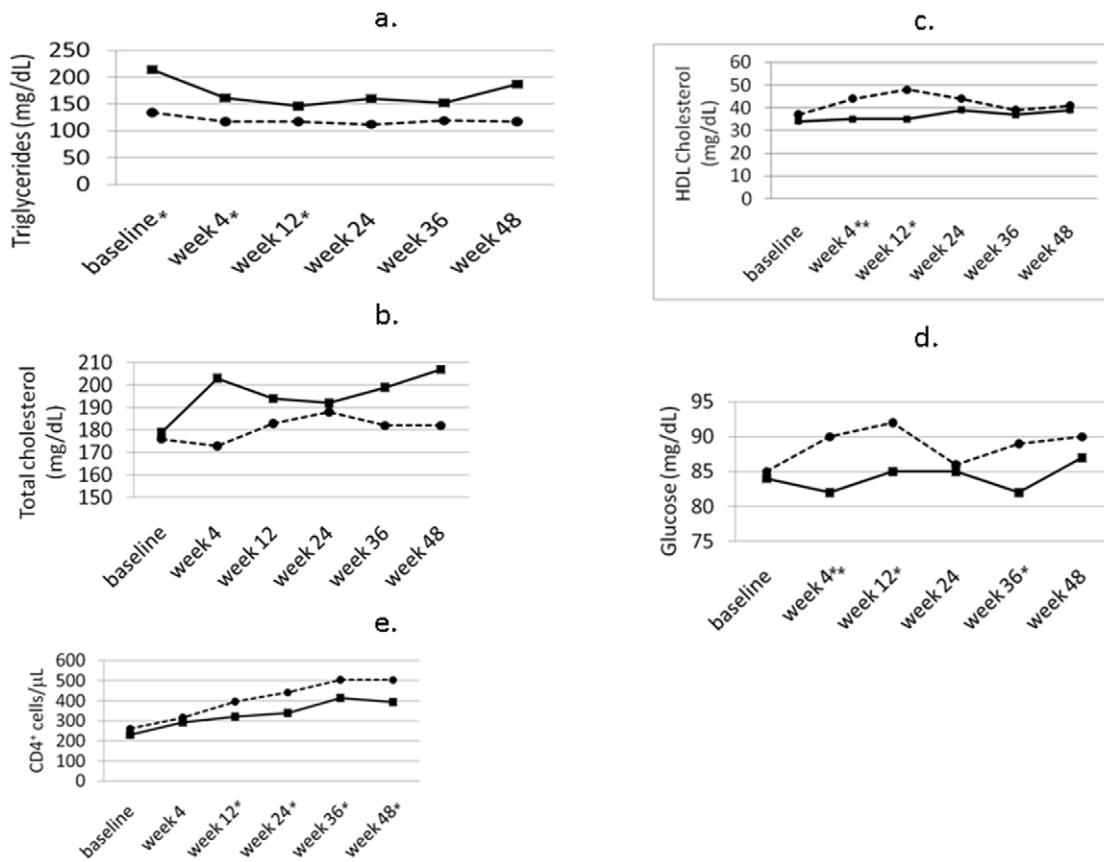 a.
Triglycerides (mg/dL)
250
200
150
100
50
0
baseline*
week 4*
week 12*
week 24
week 36
week 48
b.
Total cholesterol
(mg/dL)
210
200
190
180
170
160
150
baseline
week 4
week 12
week 24
week 36
week 48
c.
HDL Cholesterol
(mg/dL)
60
50
40
30
20
10
0
baseline
week 4**
week 12*
week 24
week 36
week 48
d.
Glucose (mg/dL)
95
90
85
80
75
baseline
week 4**
week 12*
week 24
week 36*
week 48
e.
CD4⁺ cells/µL
600
500
400
300
200
100
0
baseline
week 4
week 12*
week 24*
week 36*
week 48*